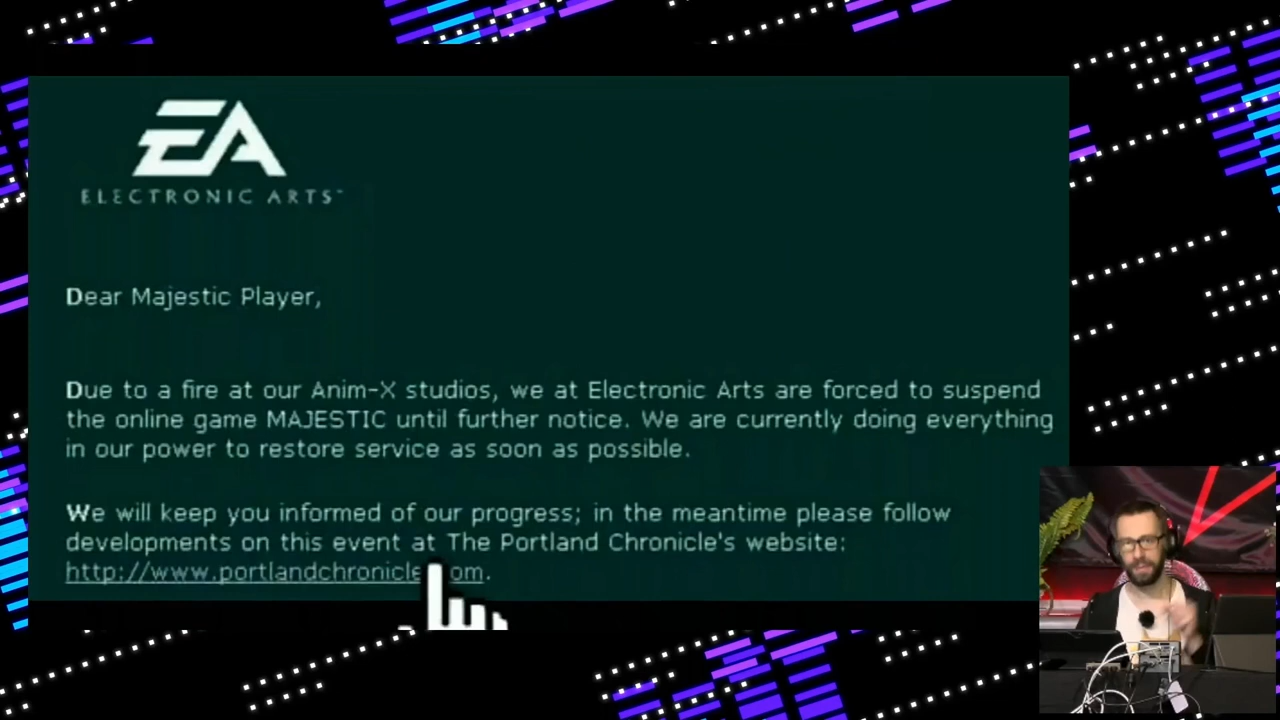 EA
ELECTRONIC ARTS™
Dear Majestic Player,
Due to a fire at our Anim-X studios, we at Electronic Arts are forced to suspend
the online game MAJESTIC until further notice. We are currently doing everything
in our power to restore service as soon as possible.
We will keep you informed of our progress; in the meantime please follow
developments on this event at The Portland Chronicle's website:
http://www.portlandchronicle.com.